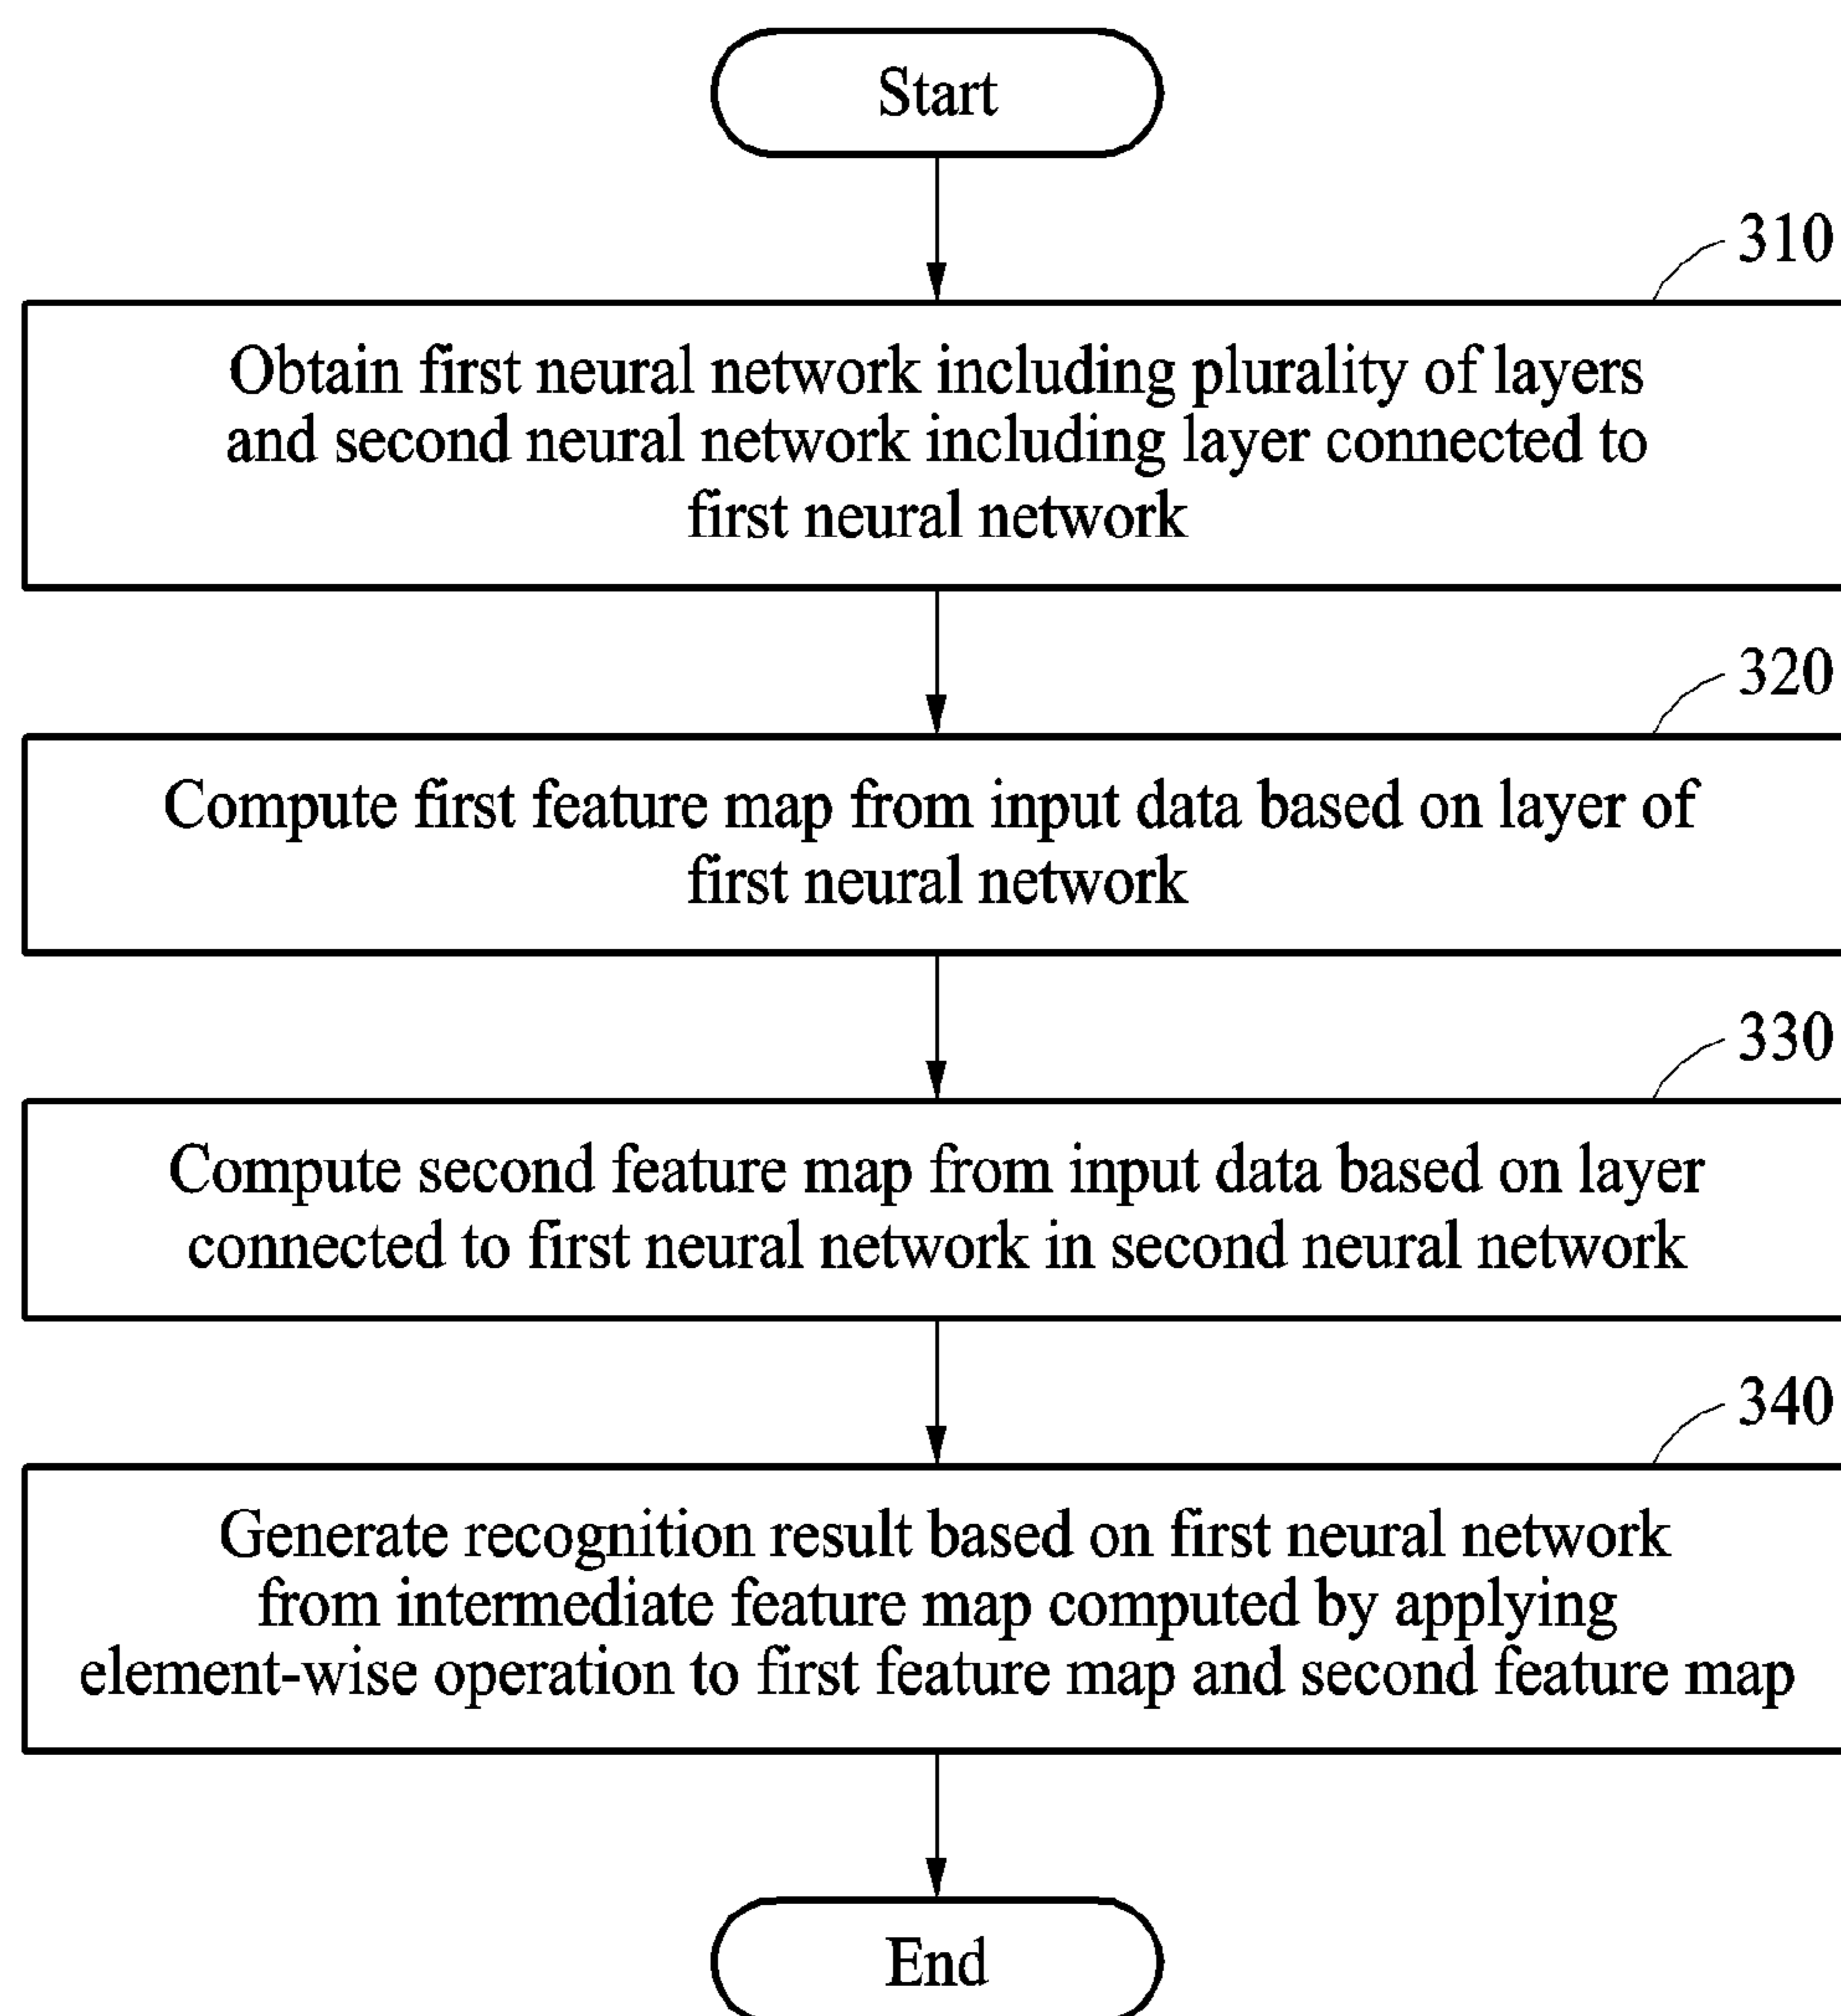 Start
310
Obtain first neural network including plurality of layers
and second neural network including layer connected to
first neural network
320
Compute first feature map from input data based on layer of
first neural network
330
Compute second feature map from input data based on layer
connected to first neural network in second neural network
340
Generate recognition result based on first neural network
from intermediate feature map computed by applying
element-wise operation to first feature map and second feature map
End